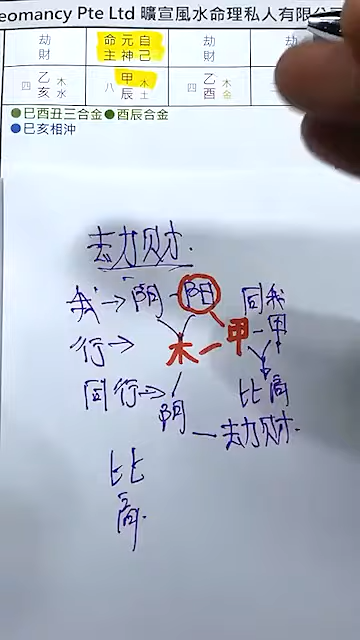 eomancy Pte Ltd 曠宣風水命理私人有限公司
劫 命元自 劫 劫
財 主神己 財
四 乙木 八 甲木 四 乙木
亥水 辰土 酉金
●巳酉丑三合金●酉辰合金
●巳亥相沖
劫财.
我→阴-阳 同我
行→ 木-甲-甲
同行→ 比肩
阴-劫财.
比
肩.